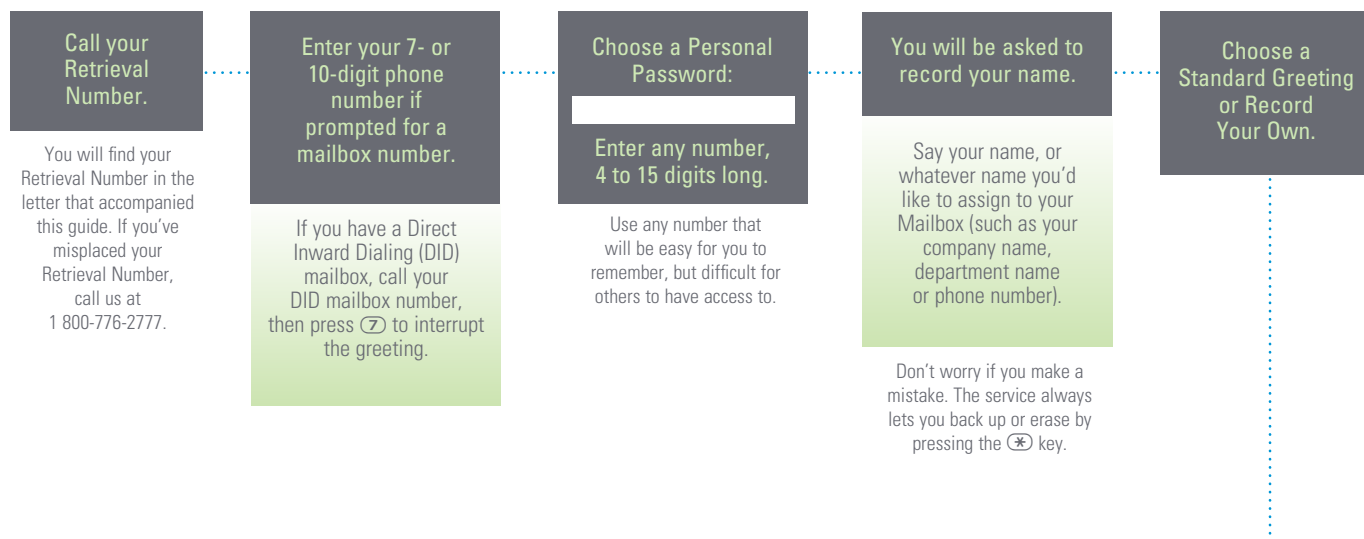 Call your
Retrieval
Number.
You will find your
Retrieval Number in the
letter that accompanied
this guide. If you've
misplaced your
Retrieval Number,
call us at
1 800-776-2777.
Enter your 7- or
10-digit phone
number if
prompted for a
mailbox number.
If you have a Direct
Inward Dialing (DID)
mailbox, call your
DID mailbox number,
then press 7 to interrupt
the greeting.
Choose a Personal
Password:
Enter any number,
4 to 15 digits long.
Use any number that
will be easy for you to
remember, but difficult for
others to have access to.
You will be asked to
record your name.
Say your name, or
whatever name you'd
like to assign to your
Mailbox (such as your
company name,
department name
or phone number).
Don't worry if you make a
mistake. The service always
lets you back up or erase by
pressing the * key.
Choose a
Standard Greeting
or Record
Your Own.